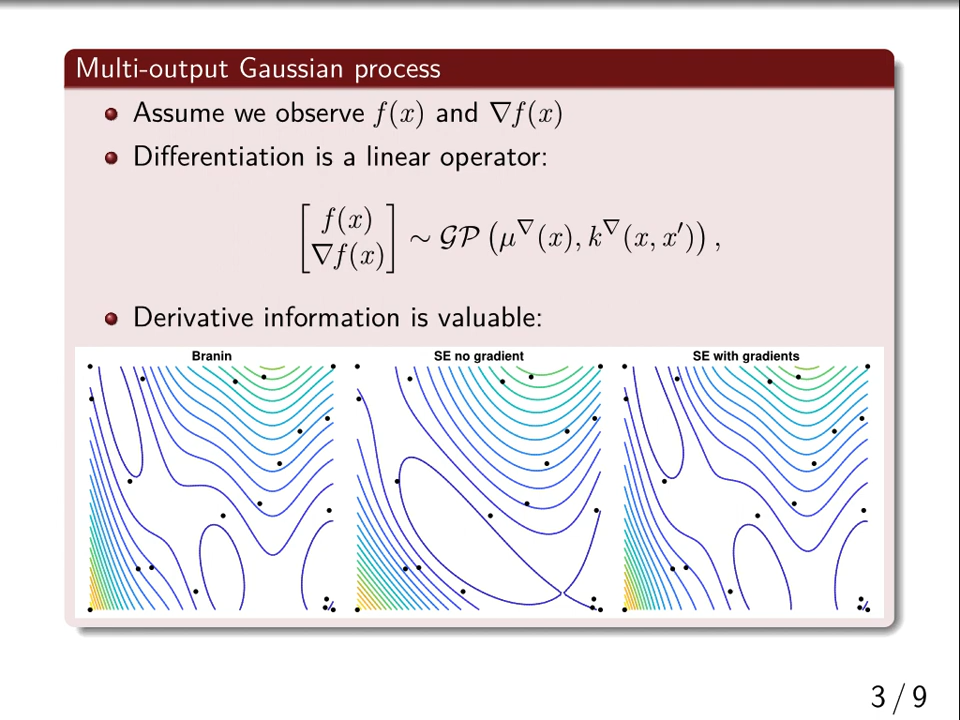 Multi-output Gaussian process
Assume we observe f(x) and ∇f(x)
Differentiation is a linear operator:
[f(x) ∇f(x)] ∼ 𝒢𝒫 (μ^∇(x), k^∇(x, x′)) ,
Derivative information is valuable:
Branin SE no gradient SE with gradients
3 / 9